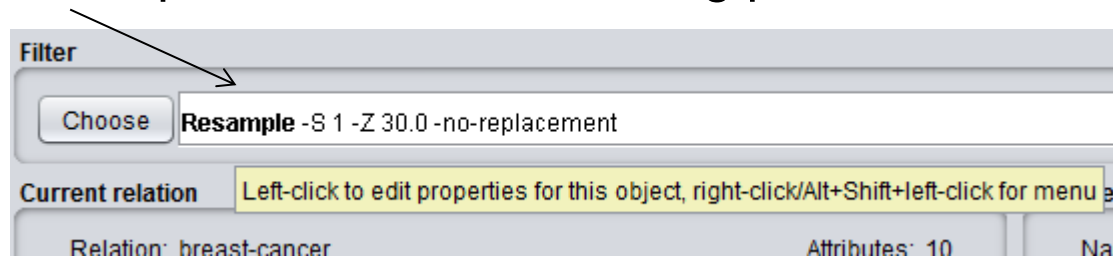 Filter
Choose Resample -S 1 -Z 30.0 -no-replacement
Current relation Left-click to edit properties for this object, right-click/Alt+Shift+left-click for menu
Relation: breast-cancer Attributes: 10 Na